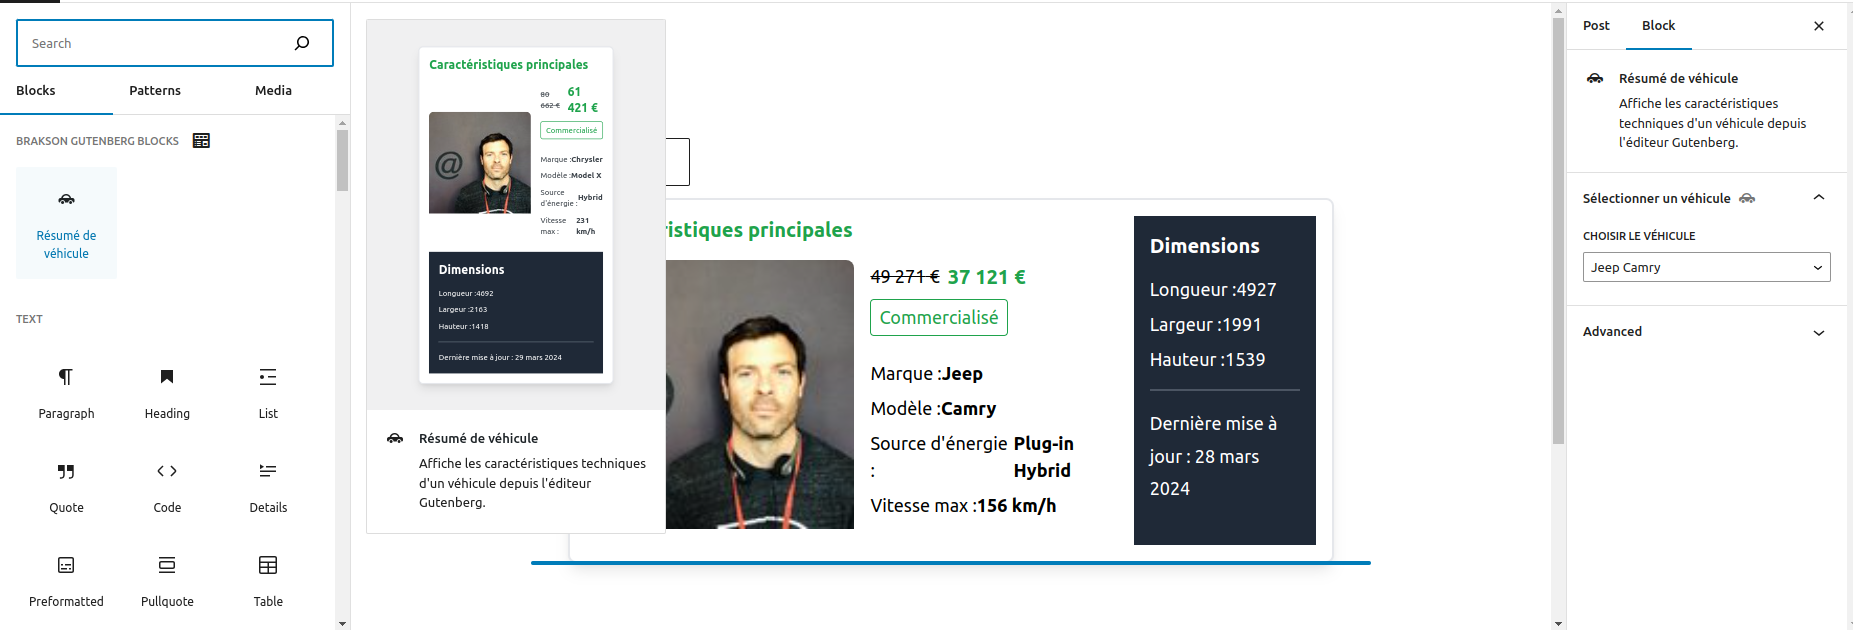 Search
Blocks
Patterns
Media
BRAKSON GUTENBERG BLOCKS
Résumé de
véhicule
TEXT
Paragraph
Heading
List
Quote
Code
Details
Preformatted
Pullquote
Table
Caractéristiques principales
80
662 €
61
421 €
Commercialisé
@
Marque :Chrysler
Modèle :Model X
Source
d'énergie :
Hybrid
Vitesse
max :
231
km/h
Dimensions
Longueur :4692
Largeur :2163
Hauteur :1418
Dernière mise à jour : 29 mars 2024
Résumé de véhicule
Affiche les caractéristiques techniques
d'un véhicule depuis l'éditeur
Gutenberg.
ristiques principales
49 271 € 37 121 €
Commercialisé
Marque :Jeep
Modèle :Camry
Source d'énergie
:
Plug-in
Hybrid
Vitesse max :156 km/h
Dimensions
Longueur :4927
Largeur :1991
Hauteur :1539
Dernière mise à
jour : 28 mars
2024
Post
Block
Résumé de véhicule
Affiche les caractéristiques
techniques d'un véhicule depuis
l'éditeur Gutenberg.
Sélectionner un véhicule
CHOISIR LE VÉHICULE
Jeep Camry
Advanced